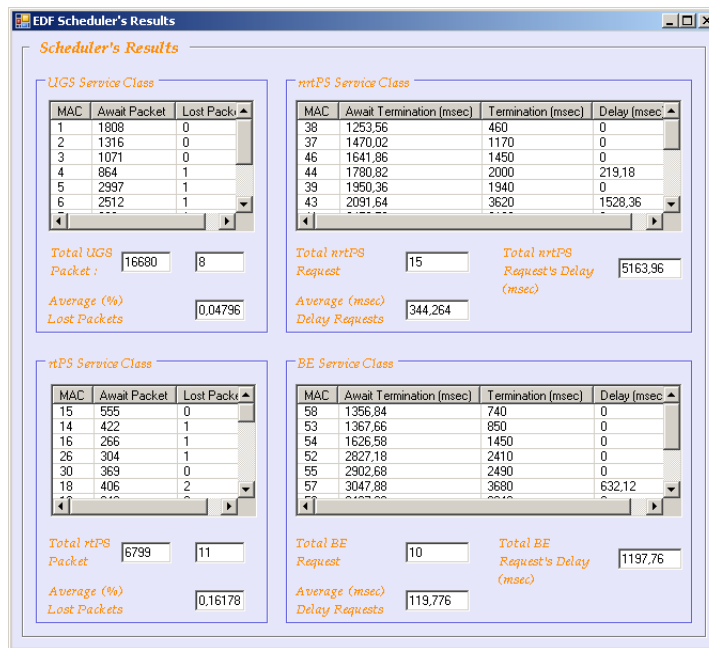 EDF Scheduler's Results
Scheduler's Results
UGS Service Class
MAC Await Packet Lost Packe
1 1808 0
2 1316 0
3 1071 0
4 864 1
5 2997 1
6 2512 1
Total UGS Packet : 16680 8
Average (%) Lost Packets 0,04796
nrtPS Service Class
MAC Await Termination (msec) Termination (msec) Delay (msec)
38 1253,56 460 0
37 1470,02 1170 0
46 1641,86 1450 0
44 1780,82 2000 219,18
39 1950,36 1940 0
43 2091,64 3620 1528,36
Total nrtPS Request 15
Total nrtPS Request's Delay (msec) 5163,96
Average (msec) Delay Requests 344,264
rtPS Service Class
MAC Await Packet Lost Packe
15 555 0
14 422 1
16 266 1
26 304 1
30 369 0
18 406 2
Total rtPS Packet 6799 11
Average (%) Lost Packets 0,16178
BE Service Class
MAC Await Termination (msec) Termination (msec) Delay (msec
58 1356,84 740 0
53 1367,66 850 0
54 1626,58 1450 0
52 2827,18 2410 0
55 2902,68 2490 0
57 3047,88 3680 632,12
Total BE Request 10
Total BE Request's Delay (msec) 1197,76
Average (msec) Delay Requests 119,776